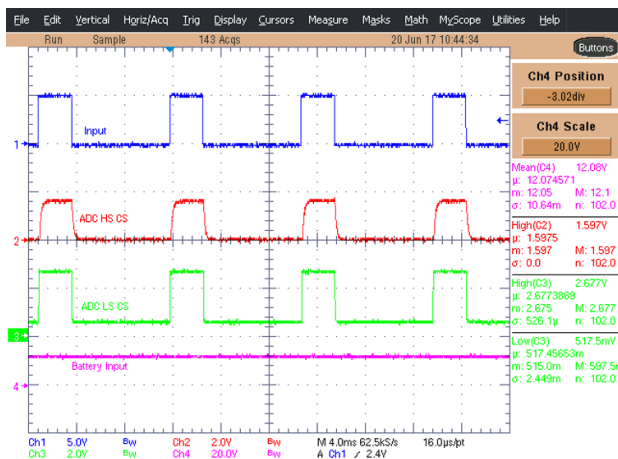 File Edit Vertical Horiz/Acq Trig Display Cursors Measure Masks Math MyScope Utilities Help
Run Sample 143 Acqs 20 Jun 17 10:44:34
Buttons
Ch4 Position
-3.02div
Ch4 Scale
20.0V
Input
1
ADC HS CS
2
ADC LS CS
3
Battery Input
4
Mean(C4) 12.08V
µ: 12.074571
m: 12.05 M: 12.1
σ: 10.64m n: 102.0
High(C2) 1.597V
µ: 1.5975
m: 1.597 M: 1.597
σ: 0.0 n: 102.0
High(C3) 2.677V
µ: 2.6773869
m: 2.675 M: 2.677
σ: 526.1µ n: 102.0
Low(C3) 517.5mV
µ: 517.45653m
m: 515.0m M: 597.5m
σ: 2.449m n: 102.0
Ch1 5.0V Bw Ch2 2.0V Bw M 4.0ms 62.5kS/s 16.0µs/pt
Ch3 2.0V Bw Ch4 20.0V Bw A Ch1 ∕ 2.4V